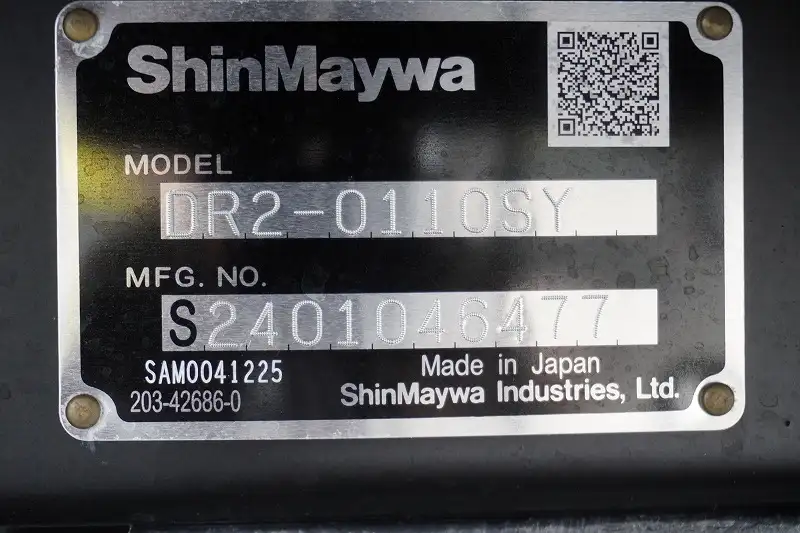 ShinMaywa
MODEL
DR2-0110SY
MFG. NO.
S2401046477
SAM0041225
203-42686-0
Made in Japan
ShinMaywa Industries, Ltd.